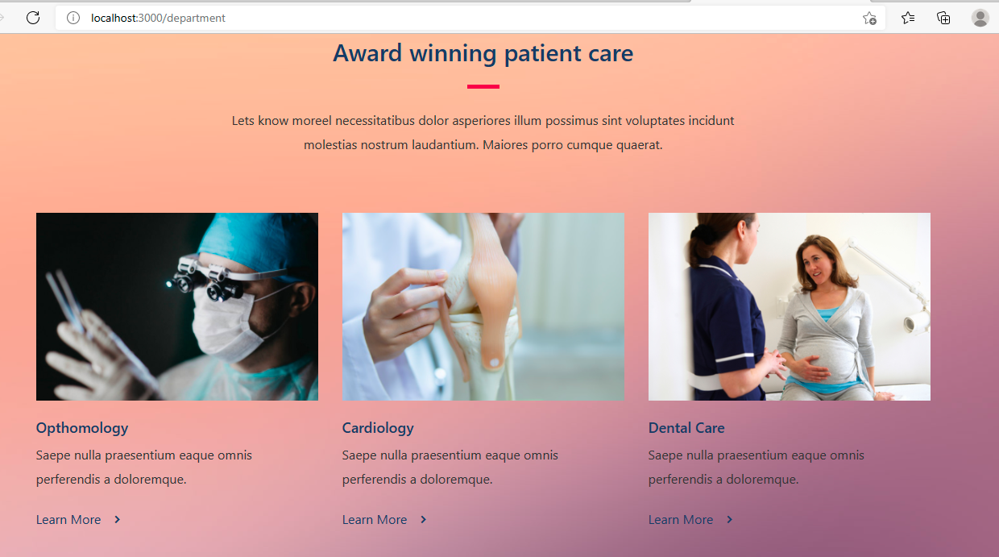 localhost:3000/department
Award winning patient care
Lets know moreel necessitatibus dolor asperiores illum possimus sint voluptates incidunt
molestias nostrum laudantium. Maiores porro cumque quaerat.
Opthomology
Saepe nulla praesentium eaque omnis
perferendis a doloremque.
Learn More
Cardiology
Saepe nulla praesentium eaque omnis
perferendis a doloremque.
Learn More
Dental Care
Saepe nulla praesentium eaque omnis
perferendis a doloremque.
Learn More